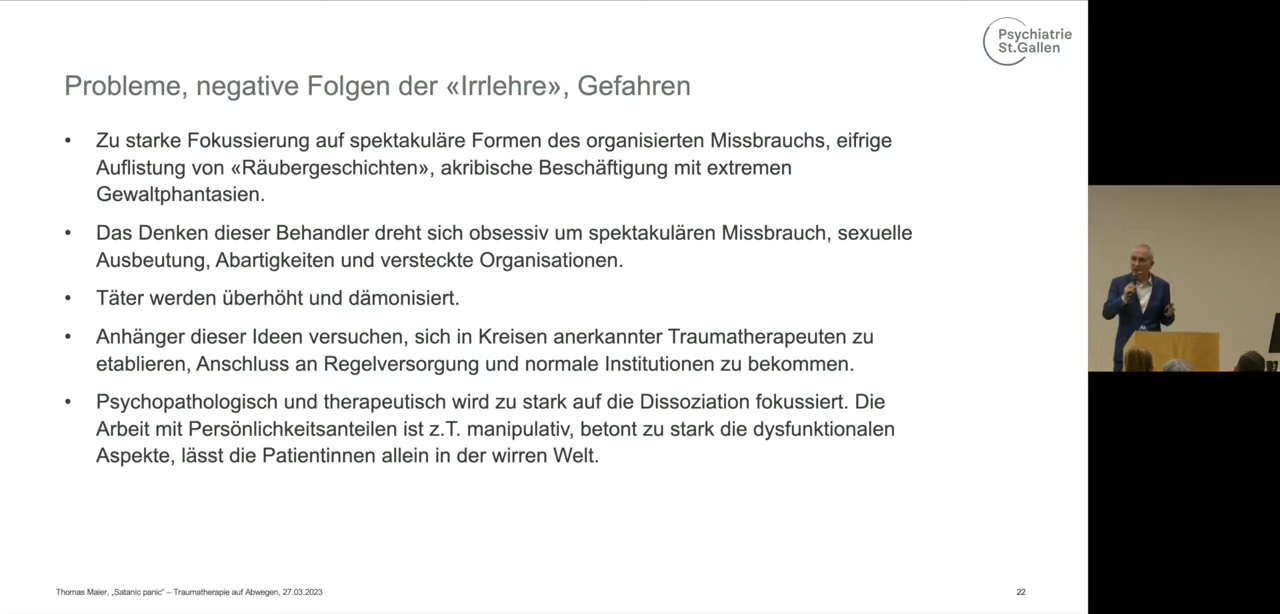 Psychiatrie
St.Gallen
Probleme, negative Folgen der «Irrlehre», Gefahren
• Zu starke Fokussierung auf spektakuläre Formen des organisierten Missbrauchs, eifrige
Auflistung von «Räubergeschichten», akribische Beschäftigung mit extremen
Gewaltphantasien.
• Das Denken dieser Behandler dreht sich obsessiv um spektakulären Missbrauch, sexuelle
Ausbeutung, Abartigkeiten und versteckte Organisationen.
• Täter werden überhöht und dämonisiert.
• Anhänger dieser Ideen versuchen, sich in Kreisen anerkannter Traumatherapeuten zu
etablieren, Anschluss an Regelversorgung und normale Institutionen zu bekommen.
• Psychopathologisch und therapeutisch wird zu stark auf die Dissoziation fokussiert. Die
Arbeit mit Persönlichkeitsanteilen ist z.T. manipulativ, betont zu stark die dysfunktionalen
Aspekte, lässt die Patientinnen allein in der wirren Welt.
Thomas Maier, „Satanic panic" – Traumatherapie auf Abwegen, 27.03.2023
22